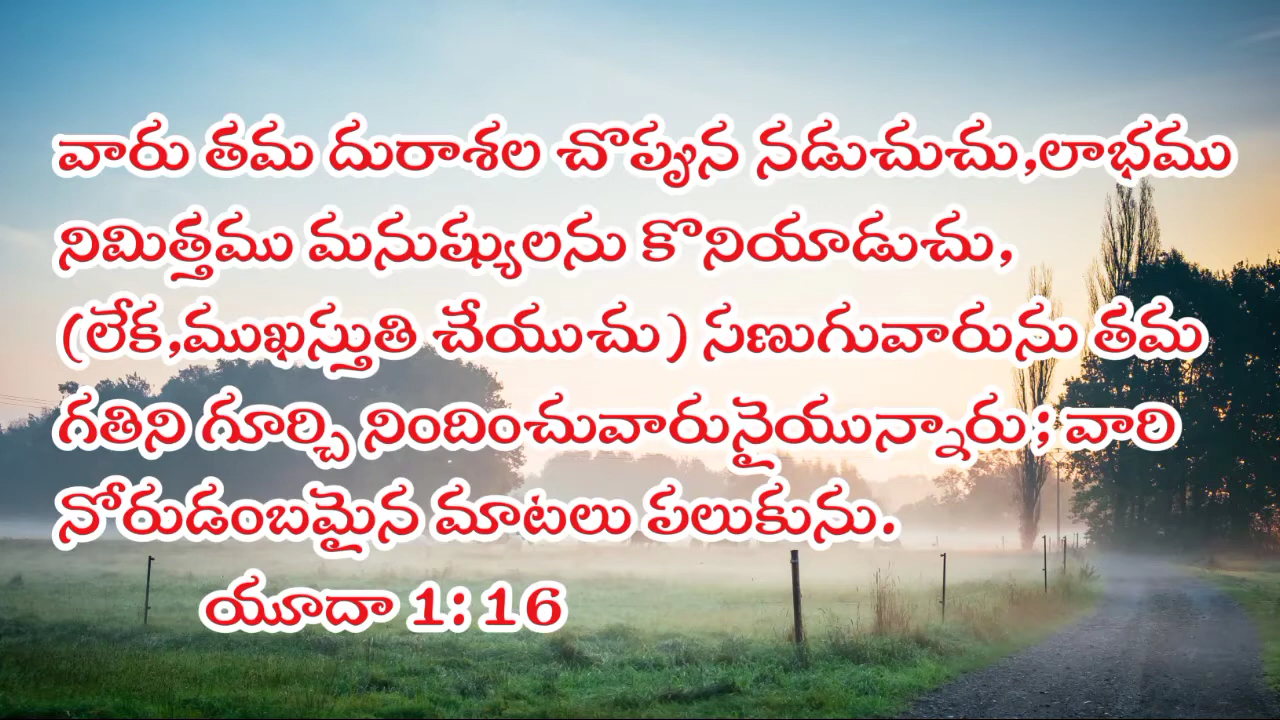 వారు తమ దురాశల చొప్పున నడుచుచు,లాభము
నిమిత్తము మనుష్యులను కొనియాడుచు,
(లేక,ముఖస్తుతి చేయుచు) సణుగువారును తమ
గతిని గూర్చి నిందించువారునైయున్నారు; వారి
నోరుడంబమైన మాటలు పలుకును.
యూదా 1: 16